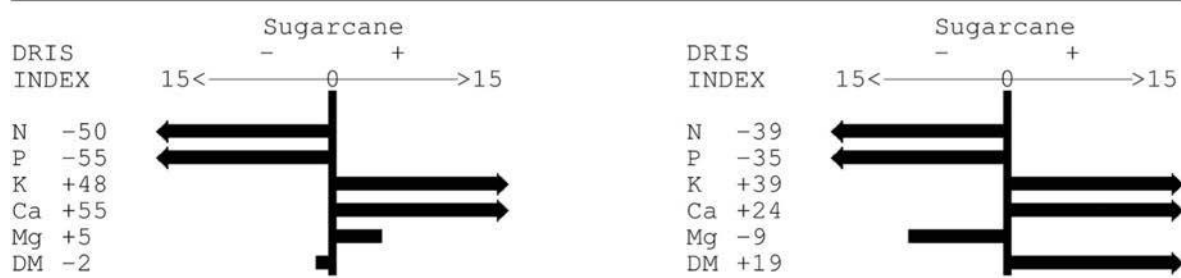 Sugarcane
DRIS - +
INDEX 15< 0 >15
N -50
P -55
K +48
Ca +55
Mg +5
DM -2
Sugarcane
DRIS - +
INDEX 15< 0 >15
N -39
P -35
K +39
Ca +24
Mg -9
DM +19